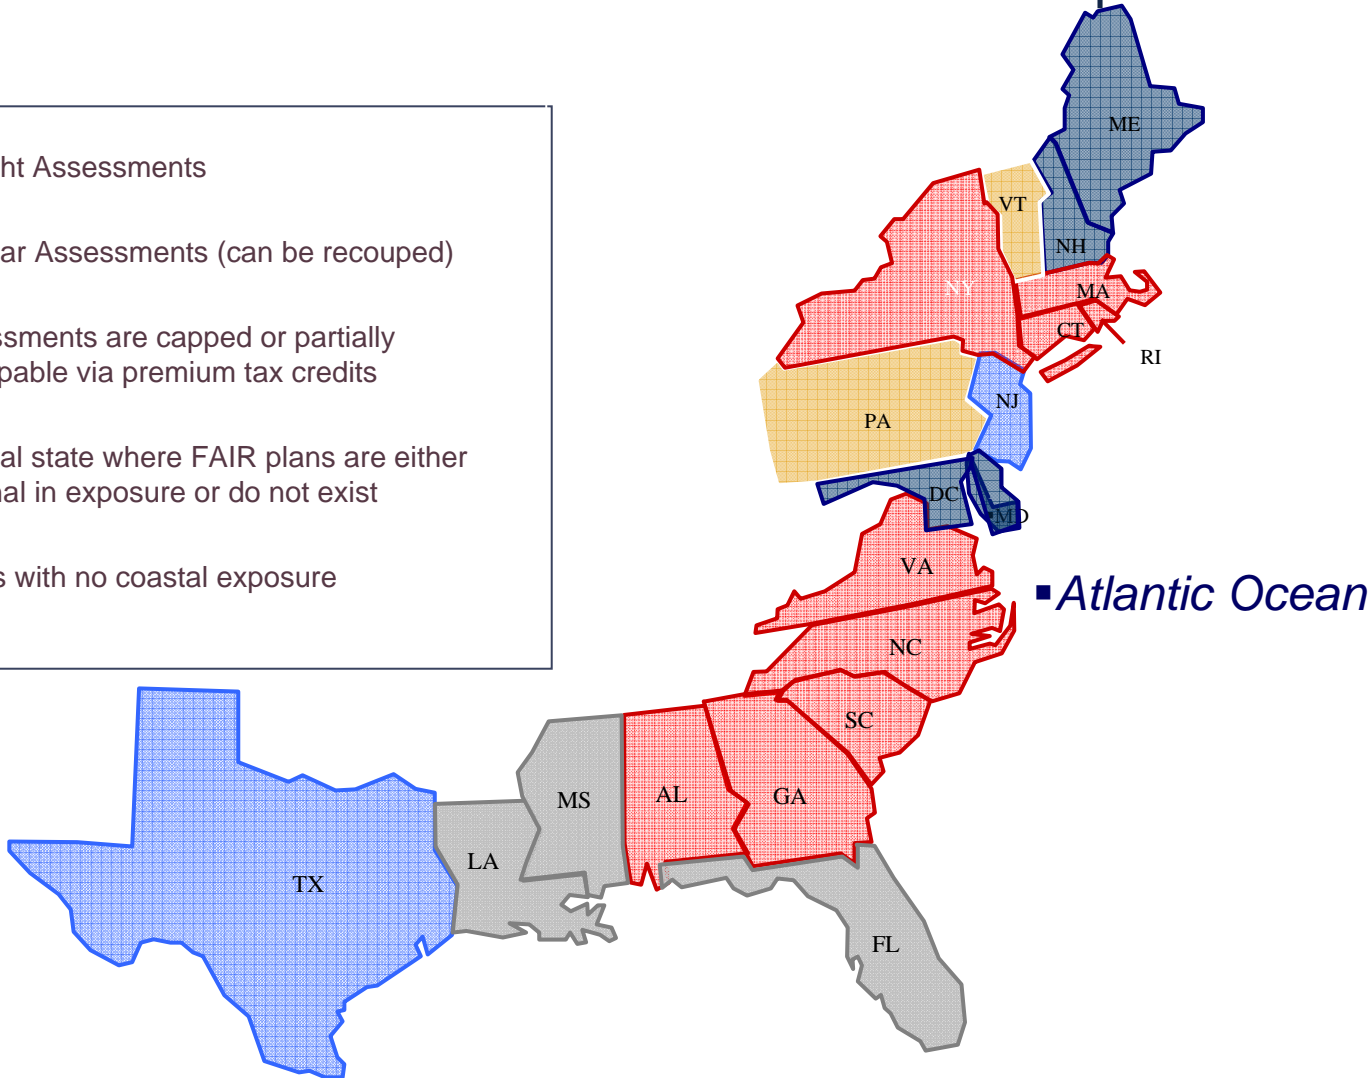 ht Assessments
ar Assessments (can be recouped)
ssments are capped or partially
pable via premium tax credits
al state where FAIR plans are either
nal in exposure or do not exist
s with no coastal exposure
ME
VT
NH
NY
MA
CT
RI
NJ
PA
DC
MD
VA
▪Atlantic Ocean
NC
SC
MS
AL
GA
LA
TX
FL